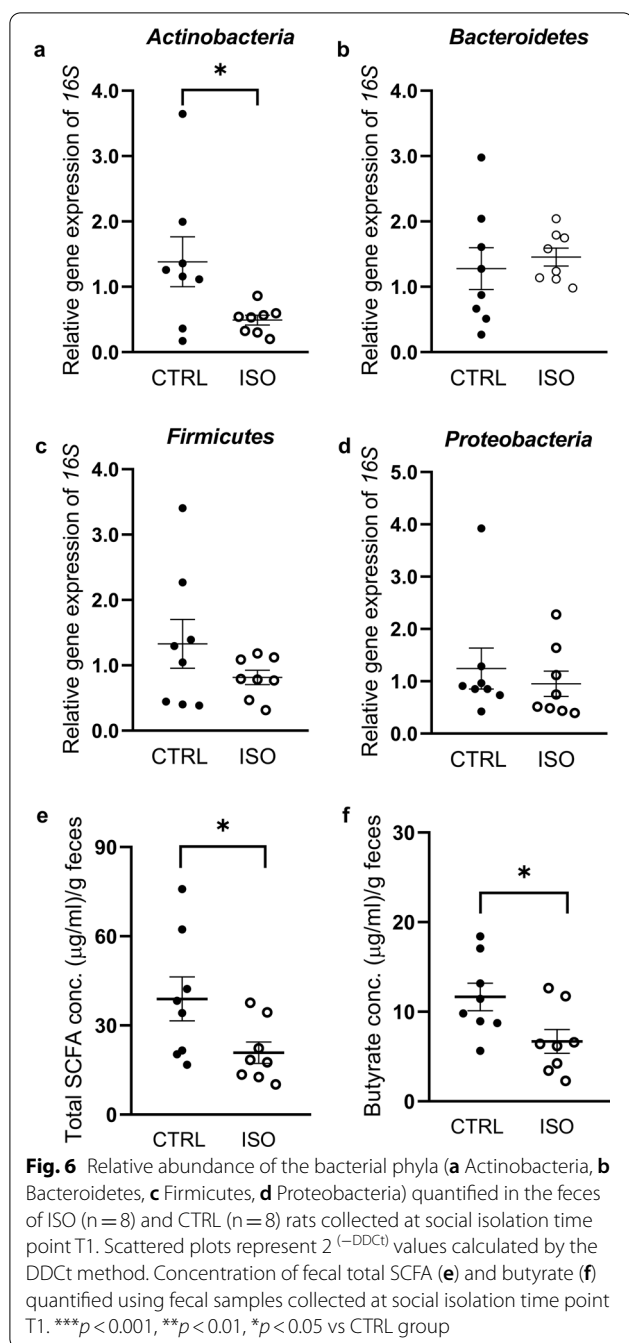 a
Actinobacteria
*
Relative gene expression of 16S
4.0
3.0
2.0
1.0
0.0
CTRL
ISO
b
Bacteroidetes
Relative gene expression of 16S
4.0
3.0
2.0
1.0
0.0
CTRL
ISO
c
Firmicutes
Relative gene expression of 16S
4.0
3.0
2.0
1.0
0.0
CTRL
ISO
d
Proteobacteria
Relative gene expression of 16S
5.0
4.0
3.0
2.0
1.0
0.0
CTRL
ISO
e
*
Total SCFA conc. (µg/ml)/g feces
90
60
30
0
CTRL
ISO
f
*
Butyrate conc. (µg/ml)/g feces
30
20
10
0
CTRL
ISO
Fig. 6 Relative abundance of the bacterial phyla (a Actinobacteria, b
Bacteroidetes, c Firmicutes, d Proteobacteria) quantified in the feces
of ISO (n = 8) and CTRL (n = 8) rats collected at social isolation time
point T1. Scattered plots represent 2 (−DDCt) values calculated by the
DDCt method. Concentration of fecal total SCFA (e) and butyrate (f)
quantified using fecal samples collected at social isolation time point
T1. ***p < 0.001, **p < 0.01, *p < 0.05 vs CTRL group